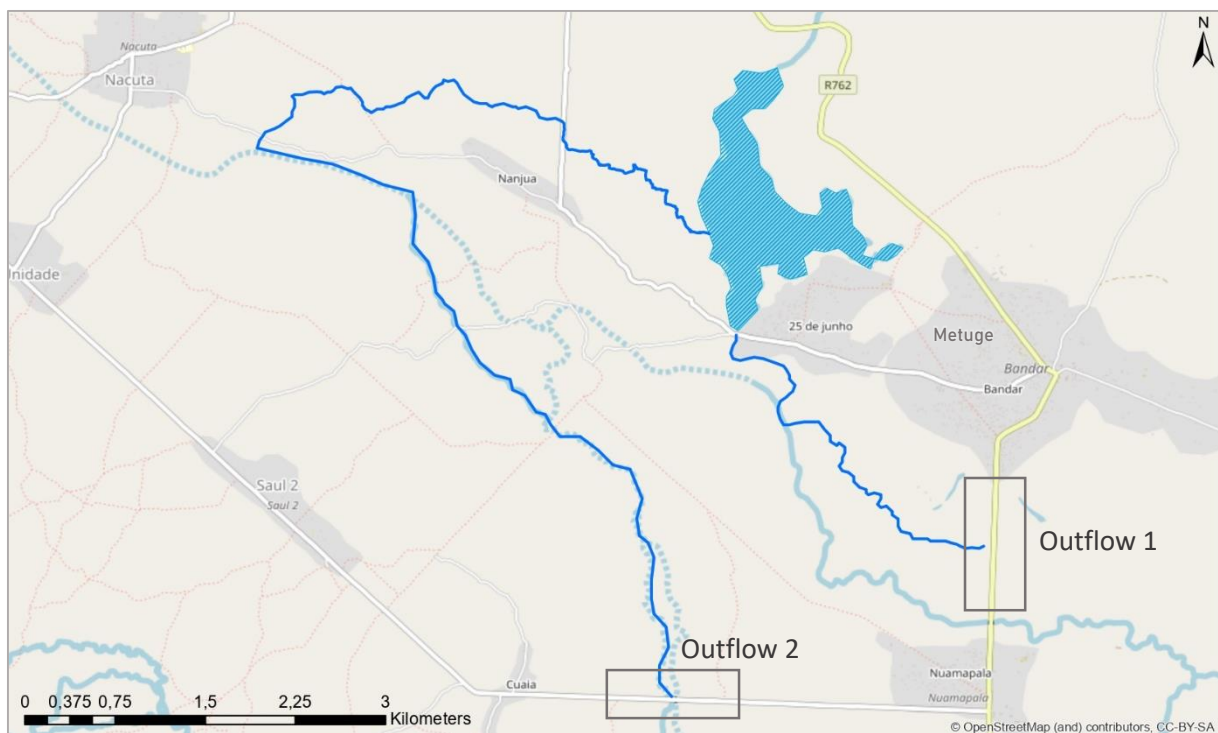 N
Nacuta
Nacuta
R762
Nanjua
Unidade
25 de junho
Metuge
Bandar
Bandar
Saul 2
Saul 2
Outflow 1
Outflow 2
Nuamapala
Cuaia
Nuamapala
0 0,375 0,75 1,5 2,25 3
Kilometers
© OpenStreetMap (and) contributors, CC-BY-SA